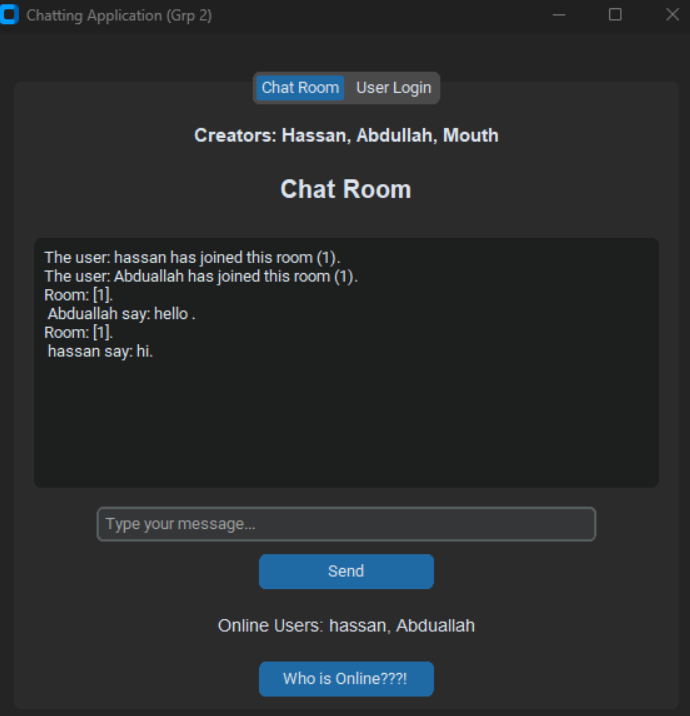 Chatting Application (Grp 2)
Chat Room User Login
Creators: Hassan, Abdullah, Mouth
Chat Room
The user: hassan has joined this room (1).
The user: Abduallah has joined this room (1).
Room: [1].
Abduallah say: hello .
Room: [1].
hassan say: hi.
Type your message...
Send
Online Users: hassan, Abduallah
Who is Online???!